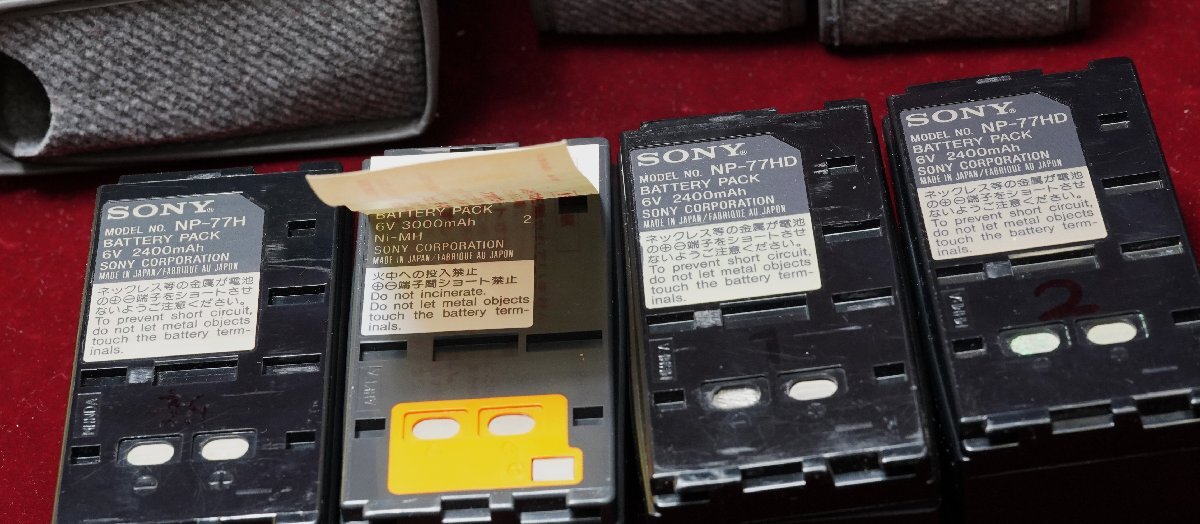 SONY®
MODEL NO. NP-77H
BATTERY PACK
6V 2400mAh
SONY CORPORATION
MADE IN JAPAN/FABRIQUÉ AU JAPON
ネックレス等の金属が電池
の⊕⊖端子をショートさせ
ないようご注意ください。
To prevent short circuit,
do not let metal objects
touch the battery term-
inals.
⊖ ⊕
BATTERY PACK 2
6V 3000mAh
Ni-MH
SONY CORPORATION
MADE IN JAPAN/FABRIQUÉ AU JAPON
火中への投入禁止
⊕⊖端子間ショート禁止
Do not incinerate.
Do not let metal objects
touch the battery term-
inals.
SONY®
MODEL NO. NP-77HD
BATTERY PACK
6V 2400mAh
SONY CORPORATION
MADE IN JAPAN/FABRIQUÉ AU JAPON
ネックレス等の金属が電池
の⊕⊖端子をショートさせ
ないようご注意ください。
To prevent short circuit,
do not let metal objects
touch the battery term-
inals.
1
SONY®
MODEL NO. NP-77HD
BATTERY PACK
6V 2400mAh
SONY CORPORATION
MADE IN JAPAN/FABRIQUÉ AU JAPON
ネックレス等の金属が電池
の⊕⊖端子をショートさせ
ないようご注意ください。
To prevent short circuit,
do not let metal objects
touch the battery term-
inals.
2